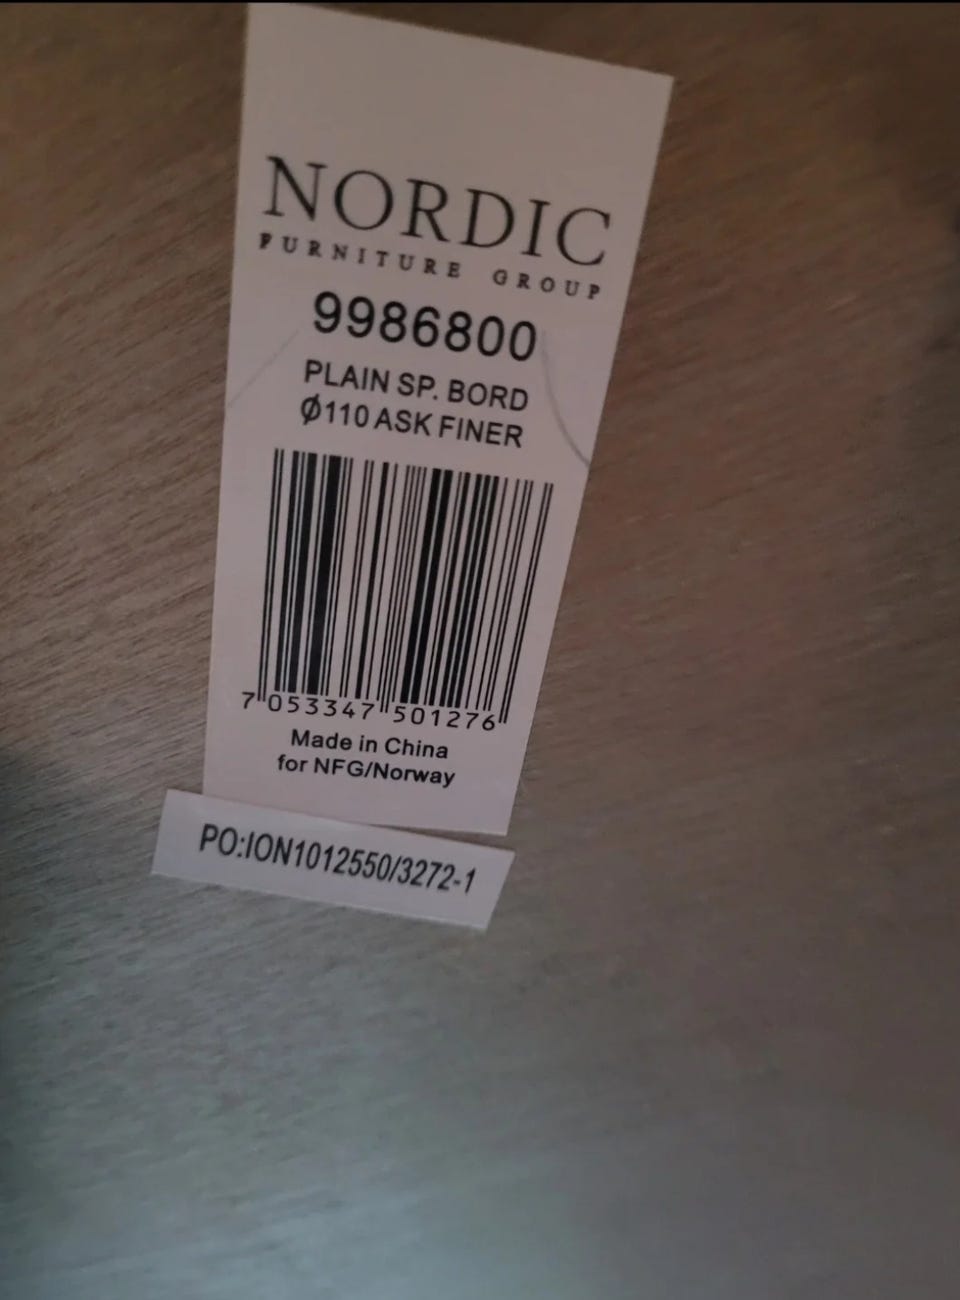 NORDIC
FURNITURE GROUP
9986800
PLAIN SP. BORD
Ø110 ASK FINER
7 053347 501276
Made in China
for NFG/Norway
PO:ION1012550/3272-1